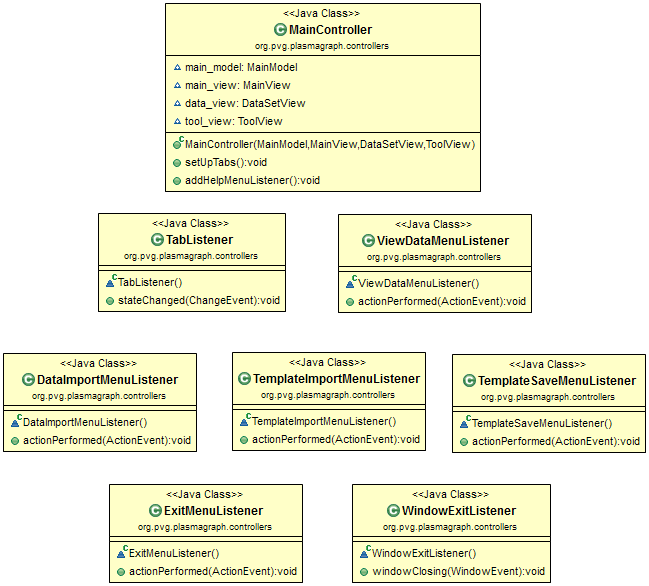 <<Java Class>>
MainController
org.pvg.plasmagraph.controllers
main_model: MainModel
main_view: MainView
data_view: DataSetView
tool_view: ToolView
MainController(MainModel,MainView,DataSetView,ToolView)
setUpTabs():void
addHelpMenuListener():void
<<Java Class>>
TabListener
org.pvg.plasmagraph.controllers
TabListener()
stateChanged(ChangeEvent):void
<<Java Class>>
ViewDataMenuListener
org.pvg.plasmagraph.controllers
ViewDataMenuListener()
actionPerformed(ActionEvent):void
<<Java Class>>
DataImportMenuListener
org.pvg.plasmagraph.controllers
DataImportMenuListener()
actionPerformed(ActionEvent):void
<<Java Class>>
TemplateImportMenuListener
org.pvg.plasmagraph.controllers
TemplateImportMenuListener()
actionPerformed(ActionEvent):void
<<Java Class>>
TemplateSaveMenuListener
org.pvg.plasmagraph.controllers
TemplateSaveMenuListener()
actionPerformed(ActionEvent):void
<<Java Class>>
ExitMenuListener
org.pvg.plasmagraph.controllers
ExitMenuListener()
actionPerformed(ActionEvent):void
<<Java Class>>
WindowExitListener
org.pvg.plasmagraph.controllers
WindowExitListener()
windowClosing(WindowEvent):void